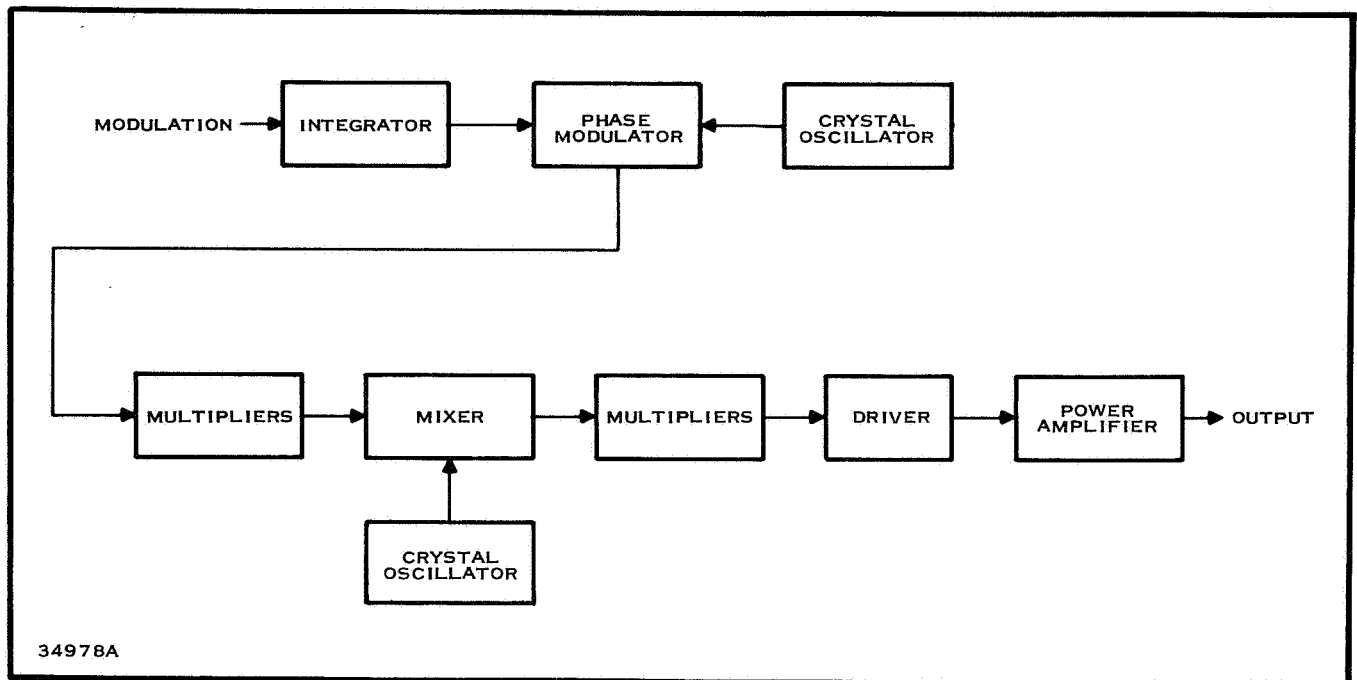 MODULATION
INTEGRATOR
PHASE
MODULATOR
CRYSTAL
OSCILLATOR
MULTIPLIERS
MIXER
MULTIPLIERS
DRIVER
POWER
AMPLIFIER
OUTPUT
CRYSTAL
OSCILLATOR
34978A